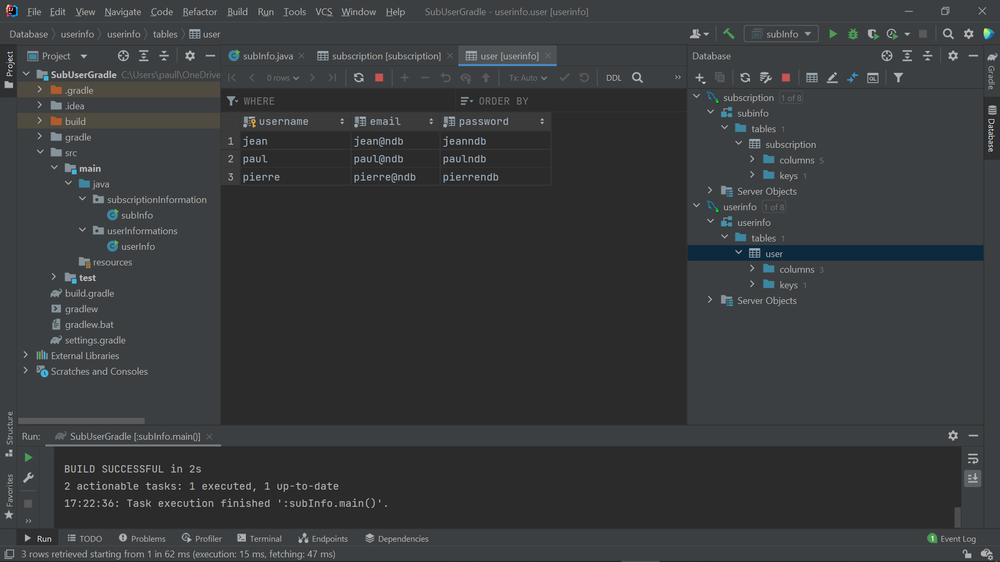 File Edit View Navigate Code Refactor Build Run Tools VCS Window Help SubUserGradle - userinfo.user [userinfo]
Database userinfo userinfo tables user subInfo
Project
Structure
Favorites
Project
SubUserGradle C:\Users\paull\OneDrive
.gradle
.idea
build
gradle
src
main
java
subscriptionInformation
subInfo
userInformations
userInfo
resources
test
build.gradle
gradlew
gradlew.bat
settings.gradle
External Libraries
Scratches and Consoles
subInfo.java subscription [subscription] user [userinfo]
0 rows Tx: Auto DDL
WHERE ORDER BY
username email password
1 jean jean@ndb jeanndb
2 paul paul@ndb paulndb
3 pierre pierre@ndb pierrendb
Database
QL
subscription 1 of 8
subinfo
tables 1
subscription
columns 5
keys 1
Server Objects
userinfo 1 of 8
userinfo
tables 1
user
columns 3
keys 1
Server Objects
Gradle
Database
Run: SubUserGradle [:subInfo.main()]
BUILD SUCCESSFUL in 2s
2 actionable tasks: 1 executed, 1 up-to-date
17:22:36: Task execution finished ':subInfo.main()'.
Run TODO Problems Profiler Terminal Endpoints Dependencies 1 Event Log
3 rows retrieved starting from 1 in 62 ms (execution: 15 ms, fetching: 47 ms)